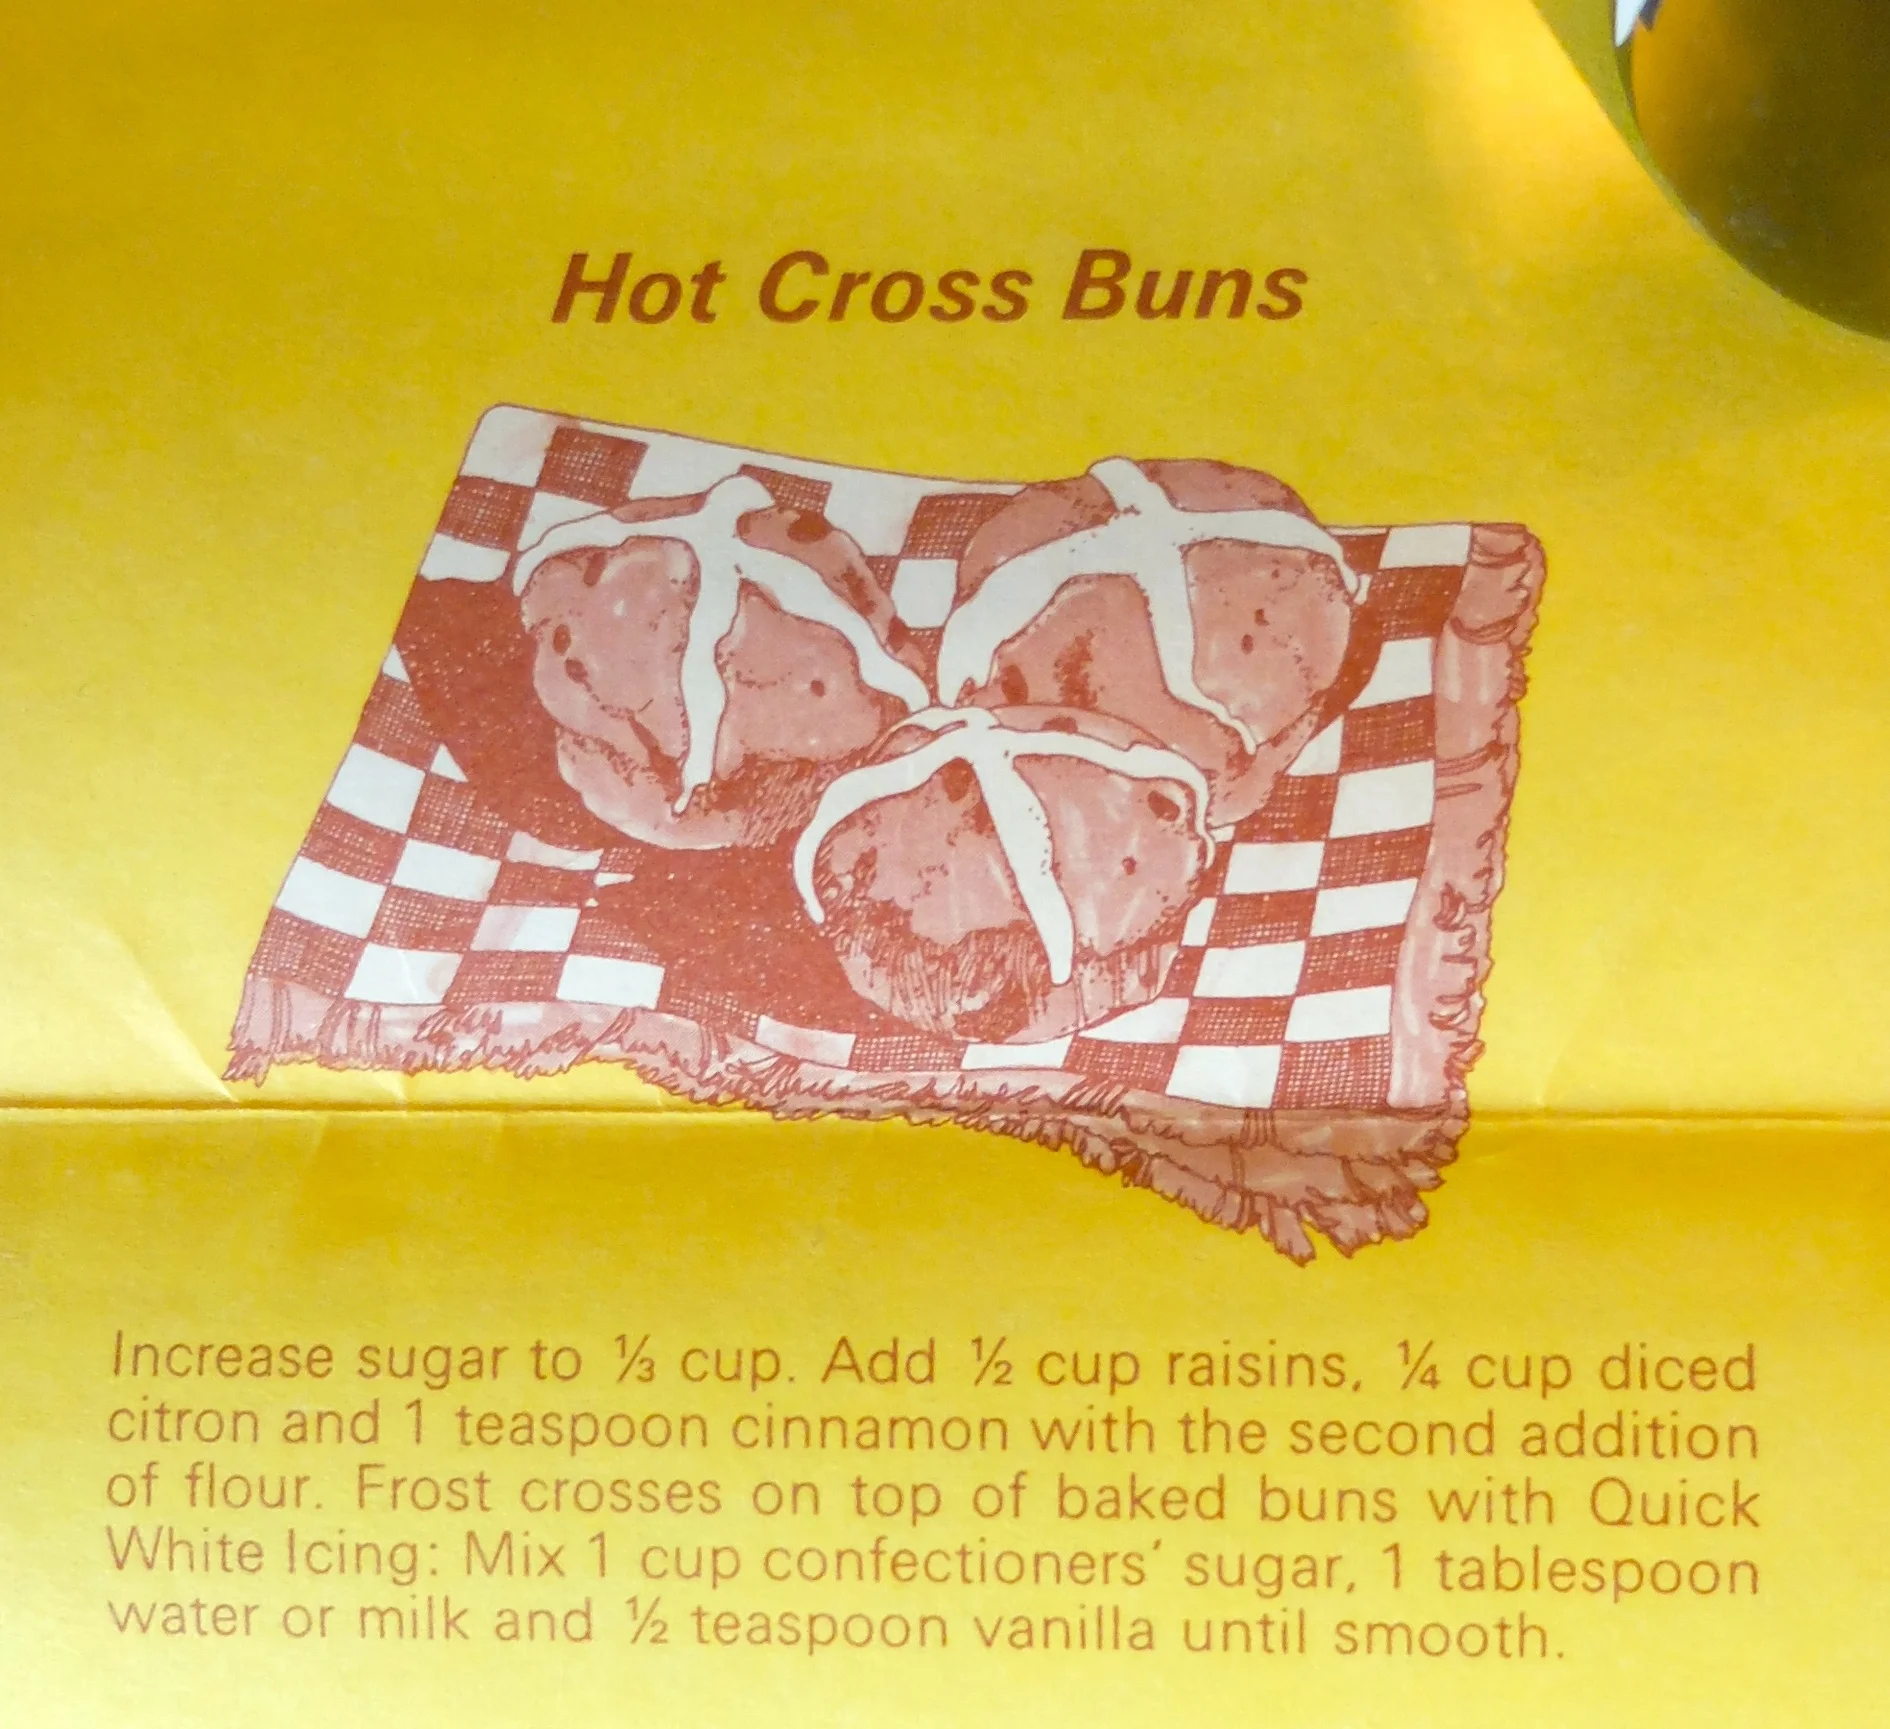 Hot Cross Buns
Increase sugar to ⅓ cup. Add ½ cup raisins, ¼ cup diced
citron and 1 teaspoon cinnamon with the second addition
of flour. Frost crosses on top of baked buns with Quick
White Icing: Mix 1 cup confectioners' sugar, 1 tablespoon
water or milk and ½ teaspoon vanilla until smooth.